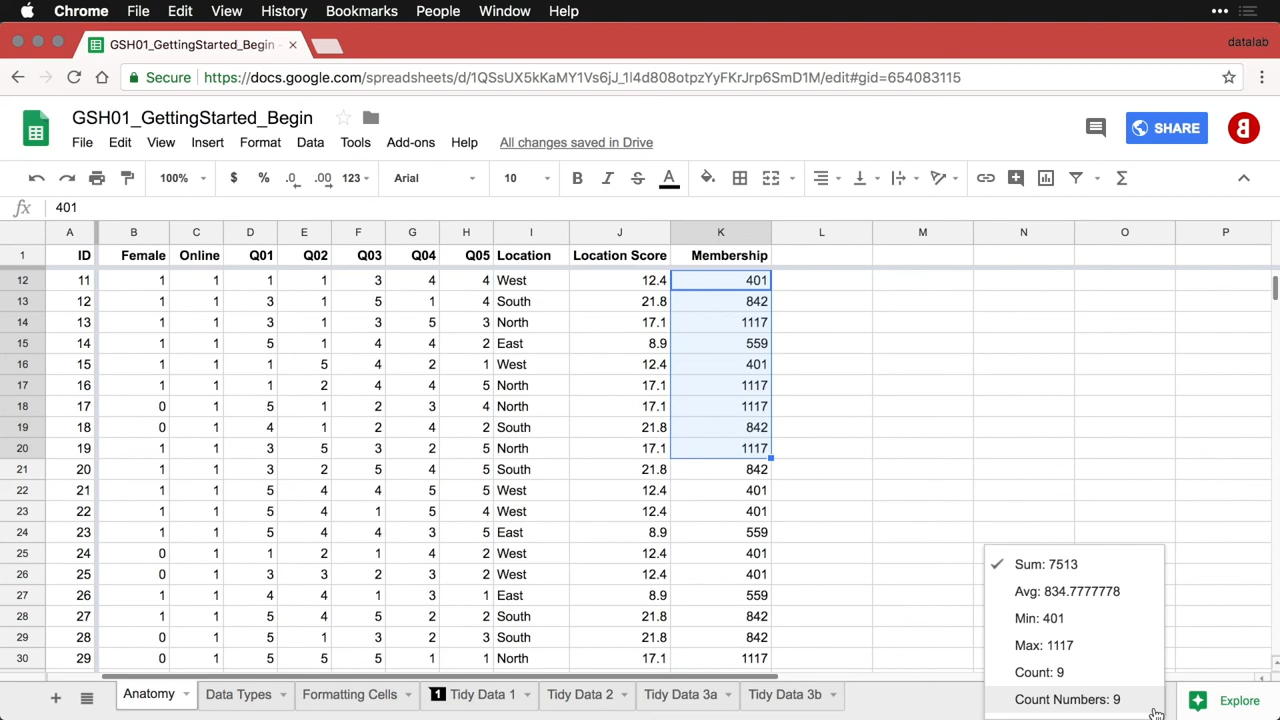 Chrome File Edit View History Bookmarks People Window Help
GSH01_GettingStarted_Begin - datalab
Secure https://docs.google.com/spreadsheets/d/1QSsUX5kKaMY1Vs6jJ_1l4d808otpzYyFKrJrp6SmD1M/edit#gid=654083115
GSH01_GettingStarted_Begin
SHARE
File Edit View Insert Format Data Tools Add-ons Help All changes saved in Drive
100% $ % .0 .00 123 Arial 10 B I S A Σ
fx 401
A B C D E F G H I J K L M N O P
1 ID Female Online Q01 Q02 Q03 Q04 Q05 Location Location Score Membership
12 11 1 1 1 1 3 4 4 West 12.4 401
13 12 1 1 3 1 5 1 4 South 21.8 842
14 13 1 1 3 1 3 5 3 North 17.1 1117
15 14 1 1 5 1 4 4 2 East 8.9 559
16 15 1 1 1 5 4 2 1 West 12.4 401
17 16 1 1 1 2 4 4 5 North 17.1 1117
18 17 0 1 5 1 2 3 4 North 17.1 1117
19 18 0 1 4 1 2 4 2 South 21.8 842
20 19 1 1 3 5 3 2 5 North 17.1 1117
21 20 1 1 3 2 5 4 5 South 21.8 842
22 21 1 1 5 4 4 5 5 West 12.4 401
23 22 1 1 5 4 1 5 4 West 12.4 401
24 23 1 1 5 4 4 3 5 East 8.9 559
25 24 0 1 1 2 1 4 2 West 12.4 401
26 25 0 1 3 3 2 3 2 West 12.4 401
27 26 1 1 4 4 1 3 1 East 8.9 559
28 27 1 1 5 4 5 2 2 South 21.8 842
29 28 0 1 5 1 3 2 3 South 21.8 842
30 29 0 1 5 5 5 1 1 North 17.1 1117
Sum: 7513
Avg: 834.7777778
Min: 401
Max: 1117
Count: 9
Count Numbers: 9
Anatomy Data Types Formatting Cells 1 Tidy Data 1 Tidy Data 2 Tidy Data 3a Tidy Data 3b Explore